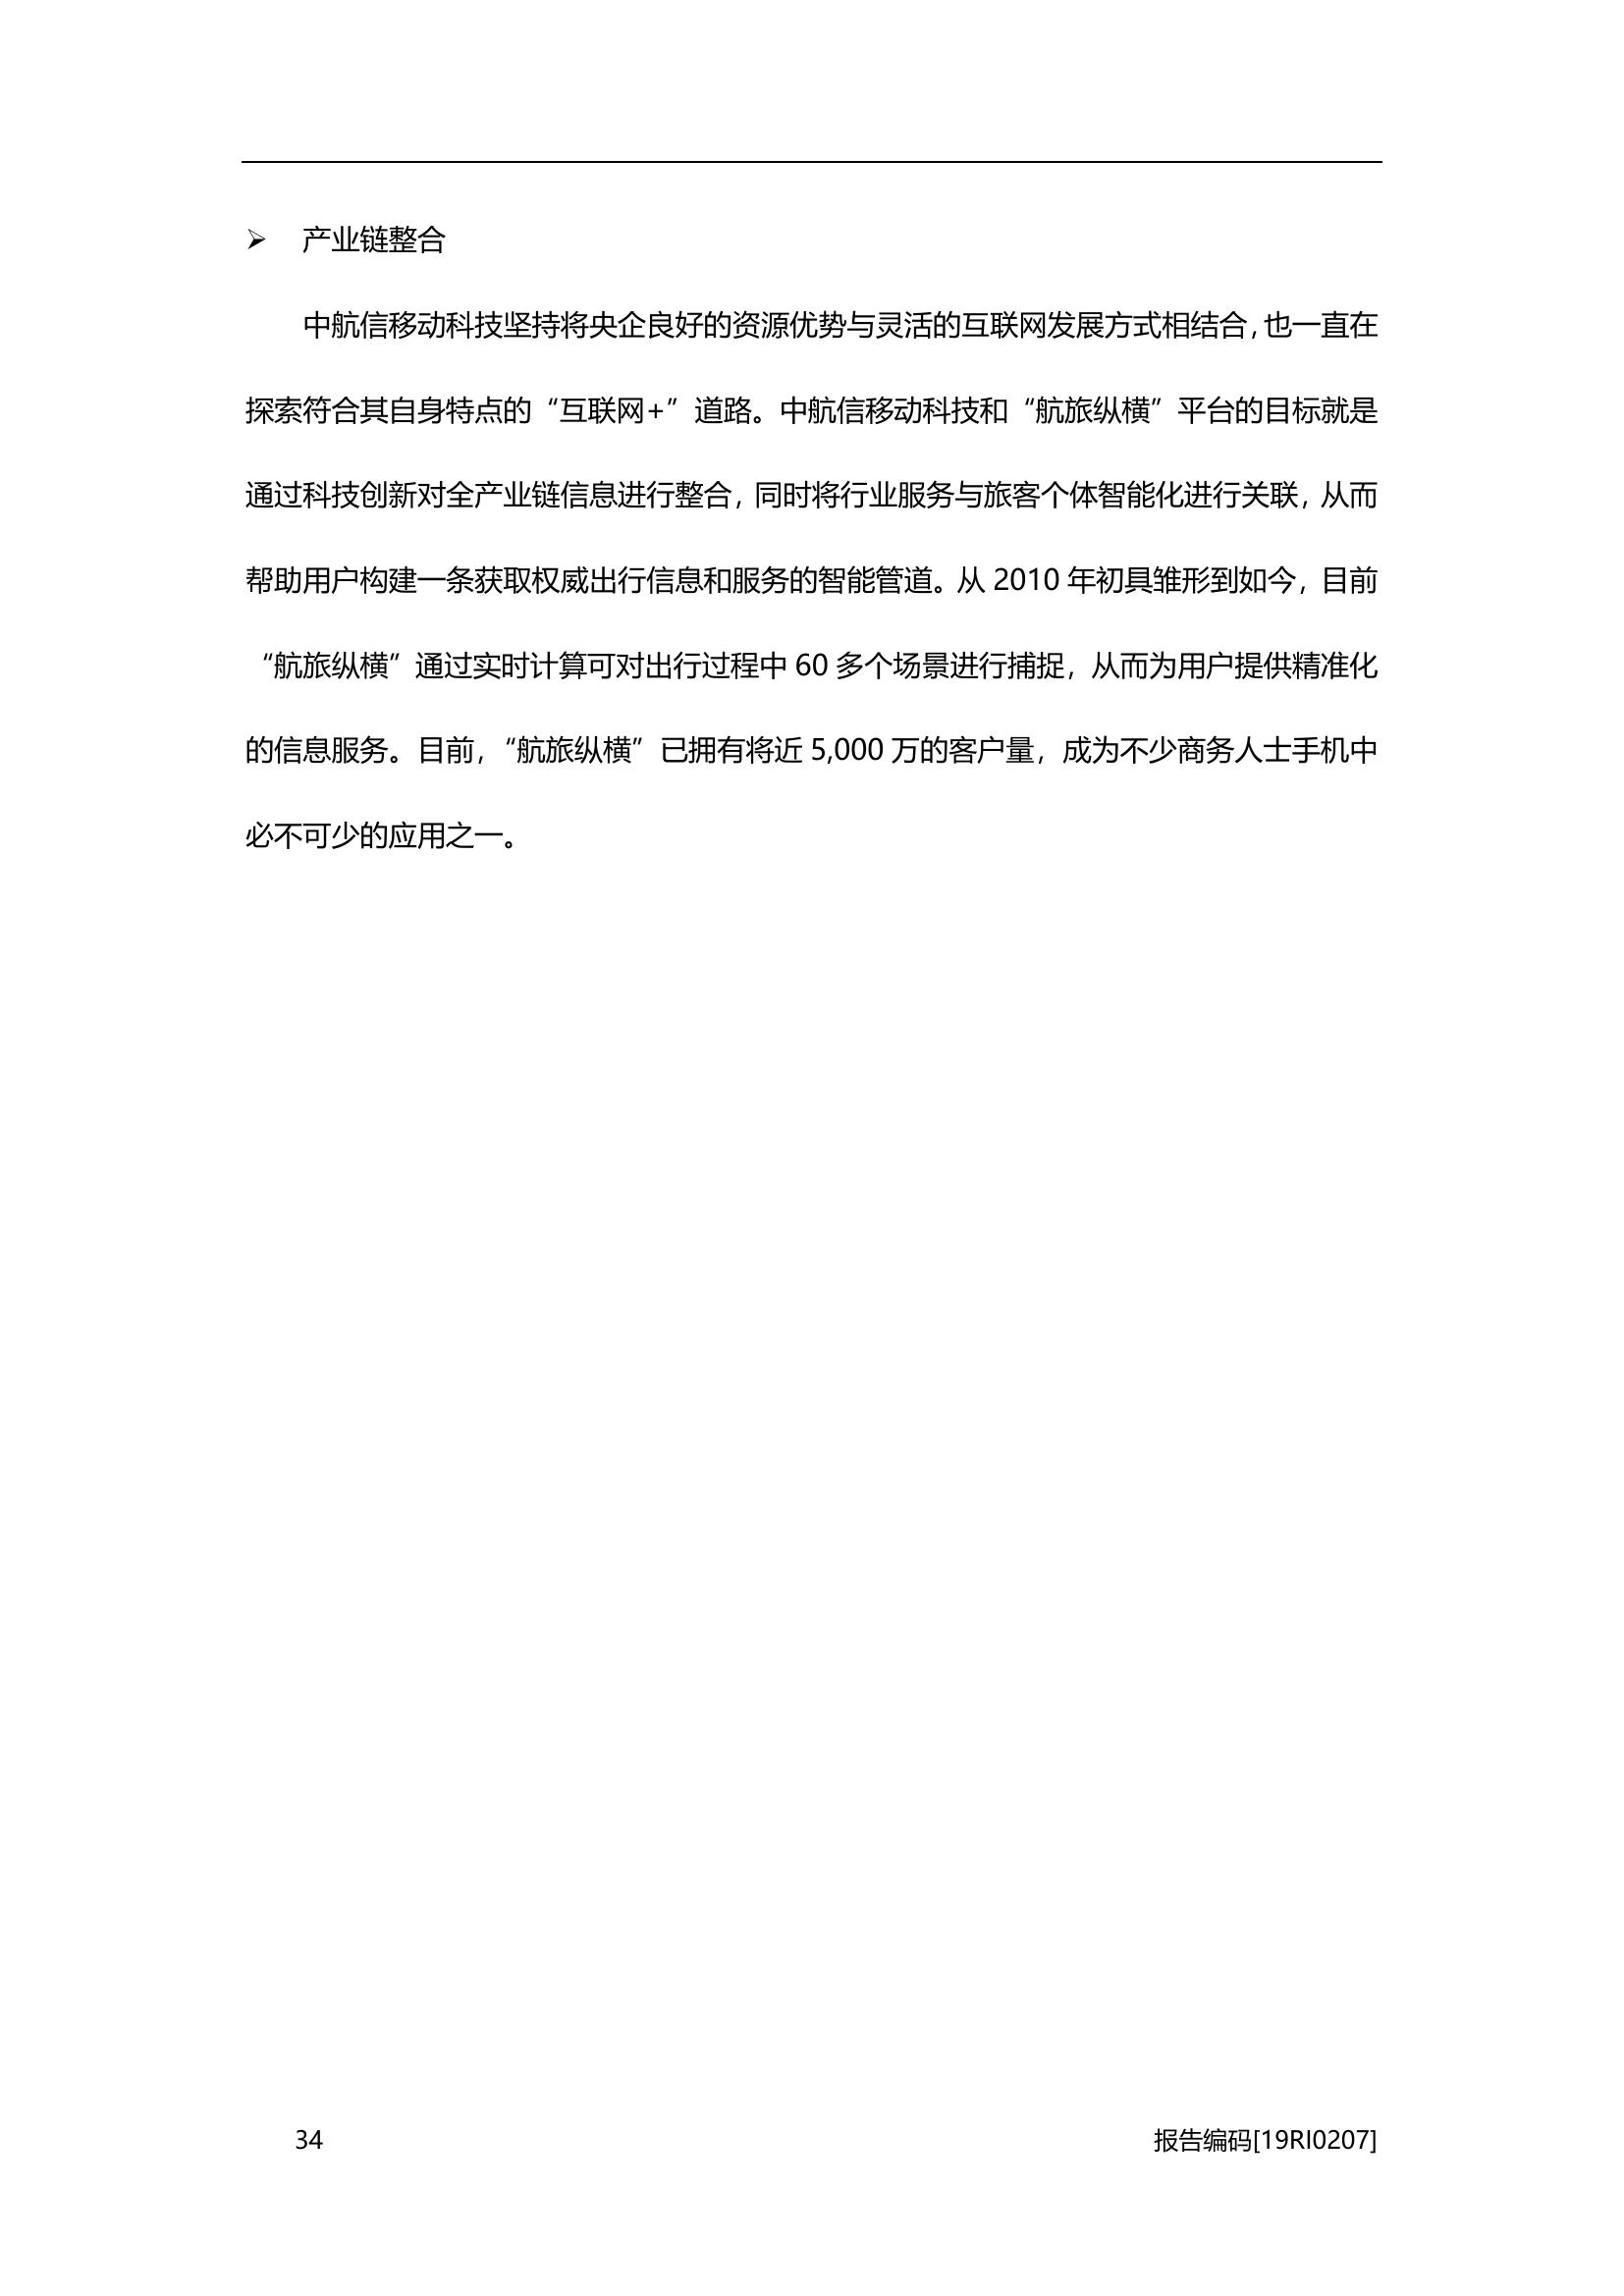 ➢ 产业链整合
中航信移动科技坚持将央企良好的资源优势与灵活的互联网发展方式相结合，也一直在
探索符合其自身特点的“互联网+”道路。中航信移动科技和“航旅纵横”平台的目标就是
通过科技创新对全产业链信息进行整合，同时将行业服务与旅客个体智能化进行关联，从而
帮助用户构建一条获取权威出行信息和服务的智能管道。从 2010 年初具雏形到如今，目前
“航旅纵横”通过实时计算可对出行过程中 60 多个场景进行捕捉，从而为用户提供精准化
的信息服务。目前，“航旅纵横”已拥有将近 5,000 万的客户量，成为不少商务人士手机中
必不可少的应用之一。
34 报告编码[19RI0207]